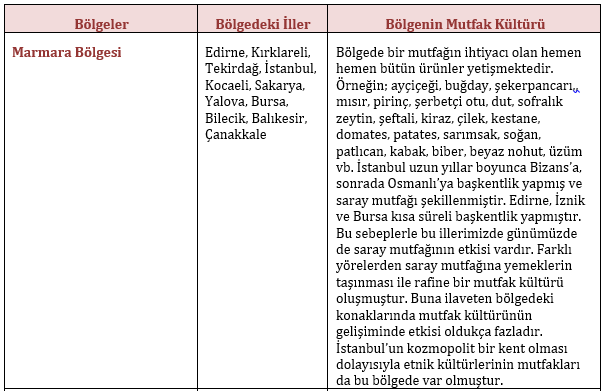 Bölgeler
Bölgedeki İller
Bölgenin Mutfak Kültürü
Marmara Bölgesi
Edirne, Kırklareli,
Tekirdağ, İstanbul,
Kocaeli, Sakarya,
Yalova, Bursa,
Bilecik, Balıkesir,
Çanakkale
Bölgede bir mutfağın ihtiyacı olan hemen
hemen bütün ürünler yetişmektedir.
Örneğin; ayçiçeği, buğday, şekerpancarı,
mısır, pirinç, şerbetçi otu, dut, sofralık
zeytin, şeftali, kiraz, çilek, kestane,
domates, patates, sarımsak, soğan,
patlıcan, kabak, biber, beyaz nohut, üzüm
vb. İstanbul uzun yıllar boyunca Bizans’a,
sonrada Osmanlı’ya başkentlik yapmış ve
saray mutfağı şekillenmiştir. Edirne, İznik
ve Bursa kısa süreli başkentlik yapmıştır.
Bu sebeplerle bu illerimizde günümüzde
de saray mutfağının etkisi vardır. Farklı
yörelerden saray mutfağına yemeklerin
taşınması ile rafine bir mutfak kültürü
oluşmuştur. Buna ilaveten bölgedeki
konaklarında mutfak kültürünün
gelişiminde etkisi oldukça fazladır.
İstanbul’un kozmopolit bir kent olması
dolayısıyla etnik kültürlerinin mutfakları
da bu bölgede var olmuştur.